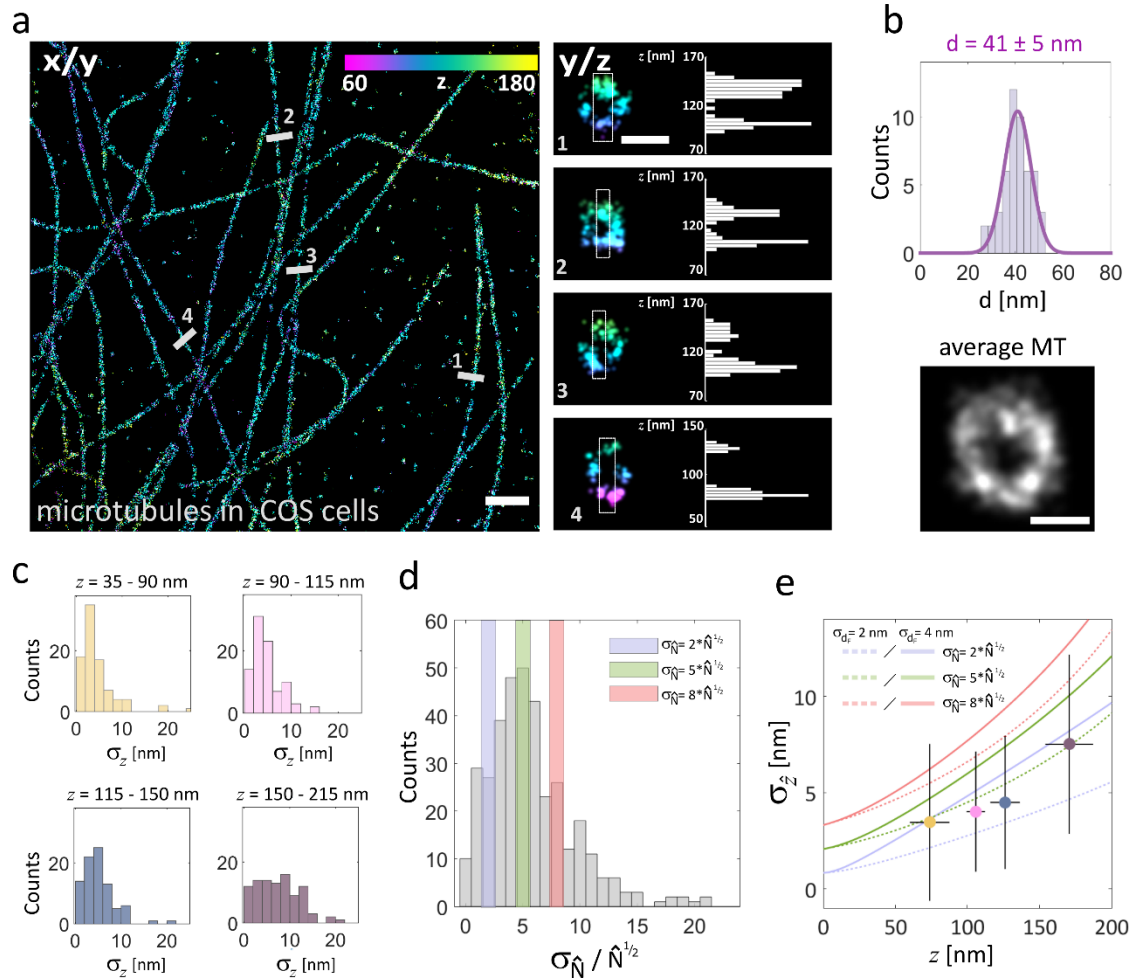 a
x/y
60 z 180
2
3
4
1
microtubules in COS cells
y/z
z [nm] 170
120
70
1
z [nm] 170
120
70
2
z [nm] 170
120
70
3
z [nm] 150
100
50
4
b
d = 41 ± 5 nm
Counts
10
5
0
0 20 40 60 80
d [nm]
average MT
c
z = 35 - 90 nm
z = 90 - 115 nm
Counts
20
0
0 10 20
σz [nm]
20
0
0 10 20
σz [nm]
z = 115 - 150 nm
z = 150 - 215 nm
Counts
20
0
0 10 20
σz [nm]
20
0
0 10 20
σz [nm]
d
Counts
60
50
40
30
20
10
0
0 5 10 15 20
σN̂ / N̂^1/2
σN̂= 2*N̂^1/2
σN̂= 5*N̂^1/2
σN̂= 8*N̂^1/2
e
σẑ [nm]
10
5
0
0 50 100 150 200
z [nm]
σdF= 2 nm σdF= 4 nm
/ σN̂= 2*N̂^1/2
/ σN̂= 5*N̂^1/2
/ σN̂= 8*N̂^1/2